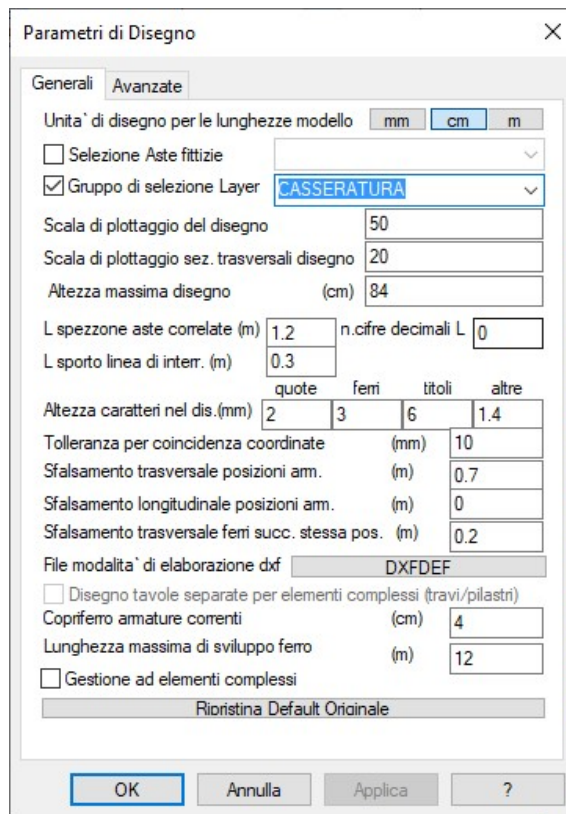 Parametri di Disegno
Generali Avanzate
Unita` di disegno per le lunghezze modello mm cm m
Selezione Aste fittizie
Gruppo di selezione Layer CASSERATURA
Scala di plottaggio del disegno 50
Scala di plottaggio sez. trasversali disegno 20
Altezza massima disegno (cm) 84
L spezzone aste correlate (m) 1.2 n.cifre decimali L 0
L sporto linea di interr. (m) 0.3
quote ferri titoli altre
Altezza caratteri nel dis.(mm) 2 3 6 1.4
Tolleranza per coincidenza coordinate (mm) 10
Sfalsamento trasversale posizioni arm. (m) 0.7
Sfalsamento longitudinale posizioni arm. (m) 0
Sfalsamento trasversale ferri succ. stessa pos. (m) 0.2
File modalita` di elaborazione dxf DXFDEF
Disegno tavole separate per elementi complessi (travi/pilastri)
Copriferro armature correnti (cm) 4
Lunghezza massima di sviluppo ferro (m) 12
Gestione ad elementi complessi
Ripristina Default Originale
OK Annulla Applica ?